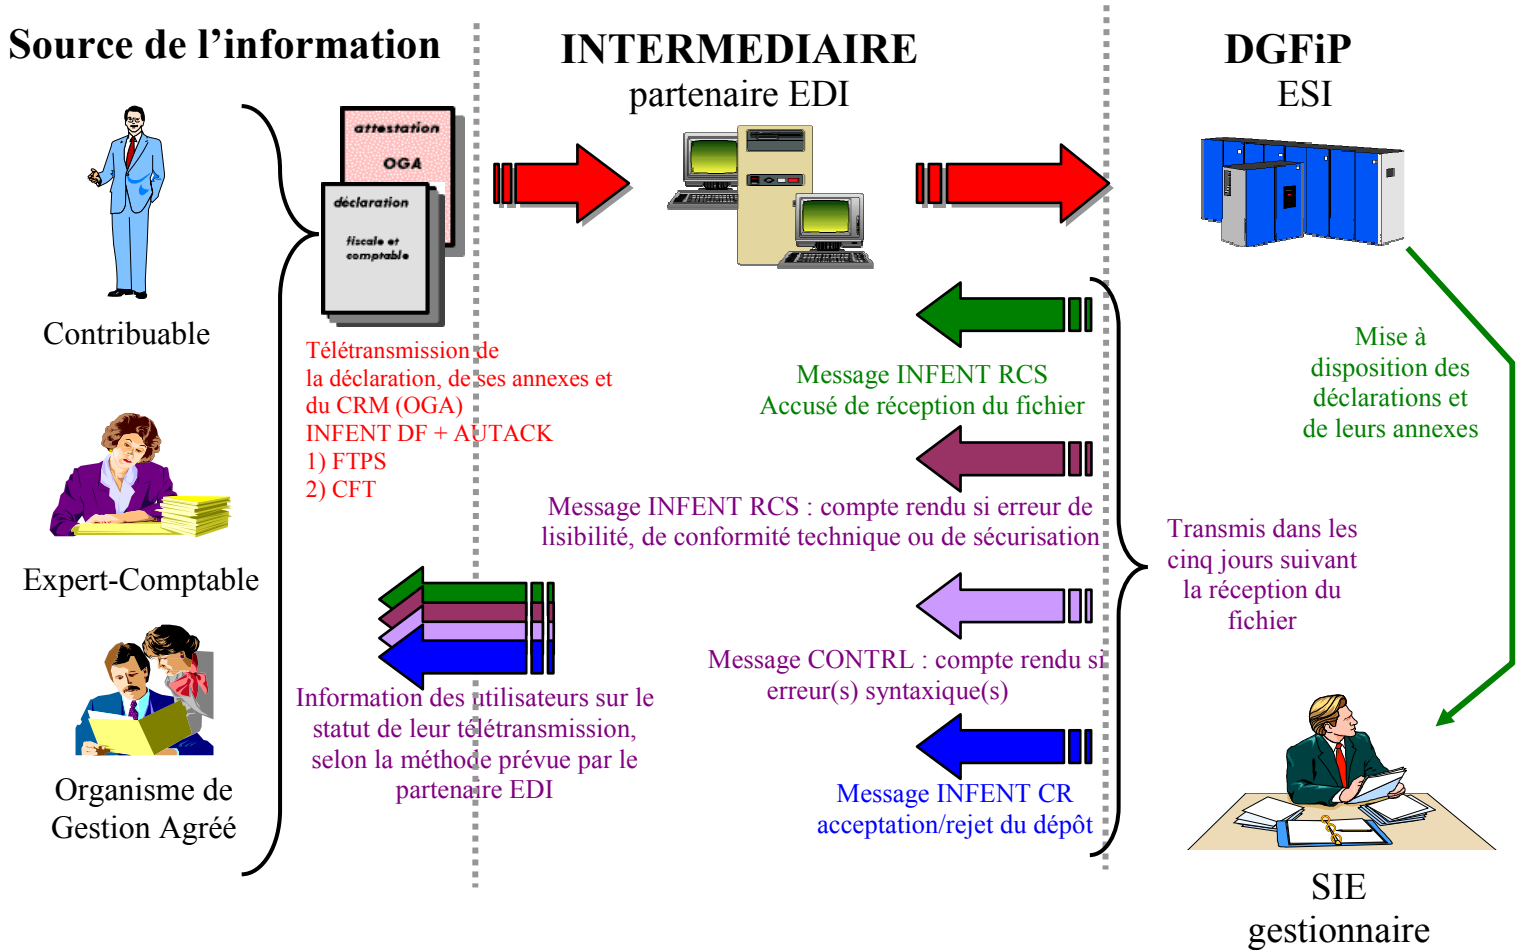 Source de l’information
INTERMEDIAIRE
partenaire EDI
DGFiP
ESI
attestation
OGA
déclaration
fiscale et
comptable
Contribuable
Expert-Comptable
Organisme de
Gestion Agréé
Télétransmission de
la déclaration, de ses annexes et
du CRM (OGA)
INFENT DF + AUTACK
1) FTPS
2) CFT
Message INFENT RCS
Accusé de réception du fichier
Message INFENT RCS : compte rendu si erreur de
lisibilité, de conformité technique ou de sécurisation
Message CONTRL : compte rendu si
erreur(s) syntaxique(s)
Message INFENT CR
acceptation/rejet du dépôt
Information des utilisateurs sur le
statut de leur télétransmission,
selon la méthode prévue par le
partenaire EDI
Transmis dans les
cinq jours suivant
la réception du
fichier
Mise à
disposition des
déclarations et
de leurs annexes
SIE
gestionnaire